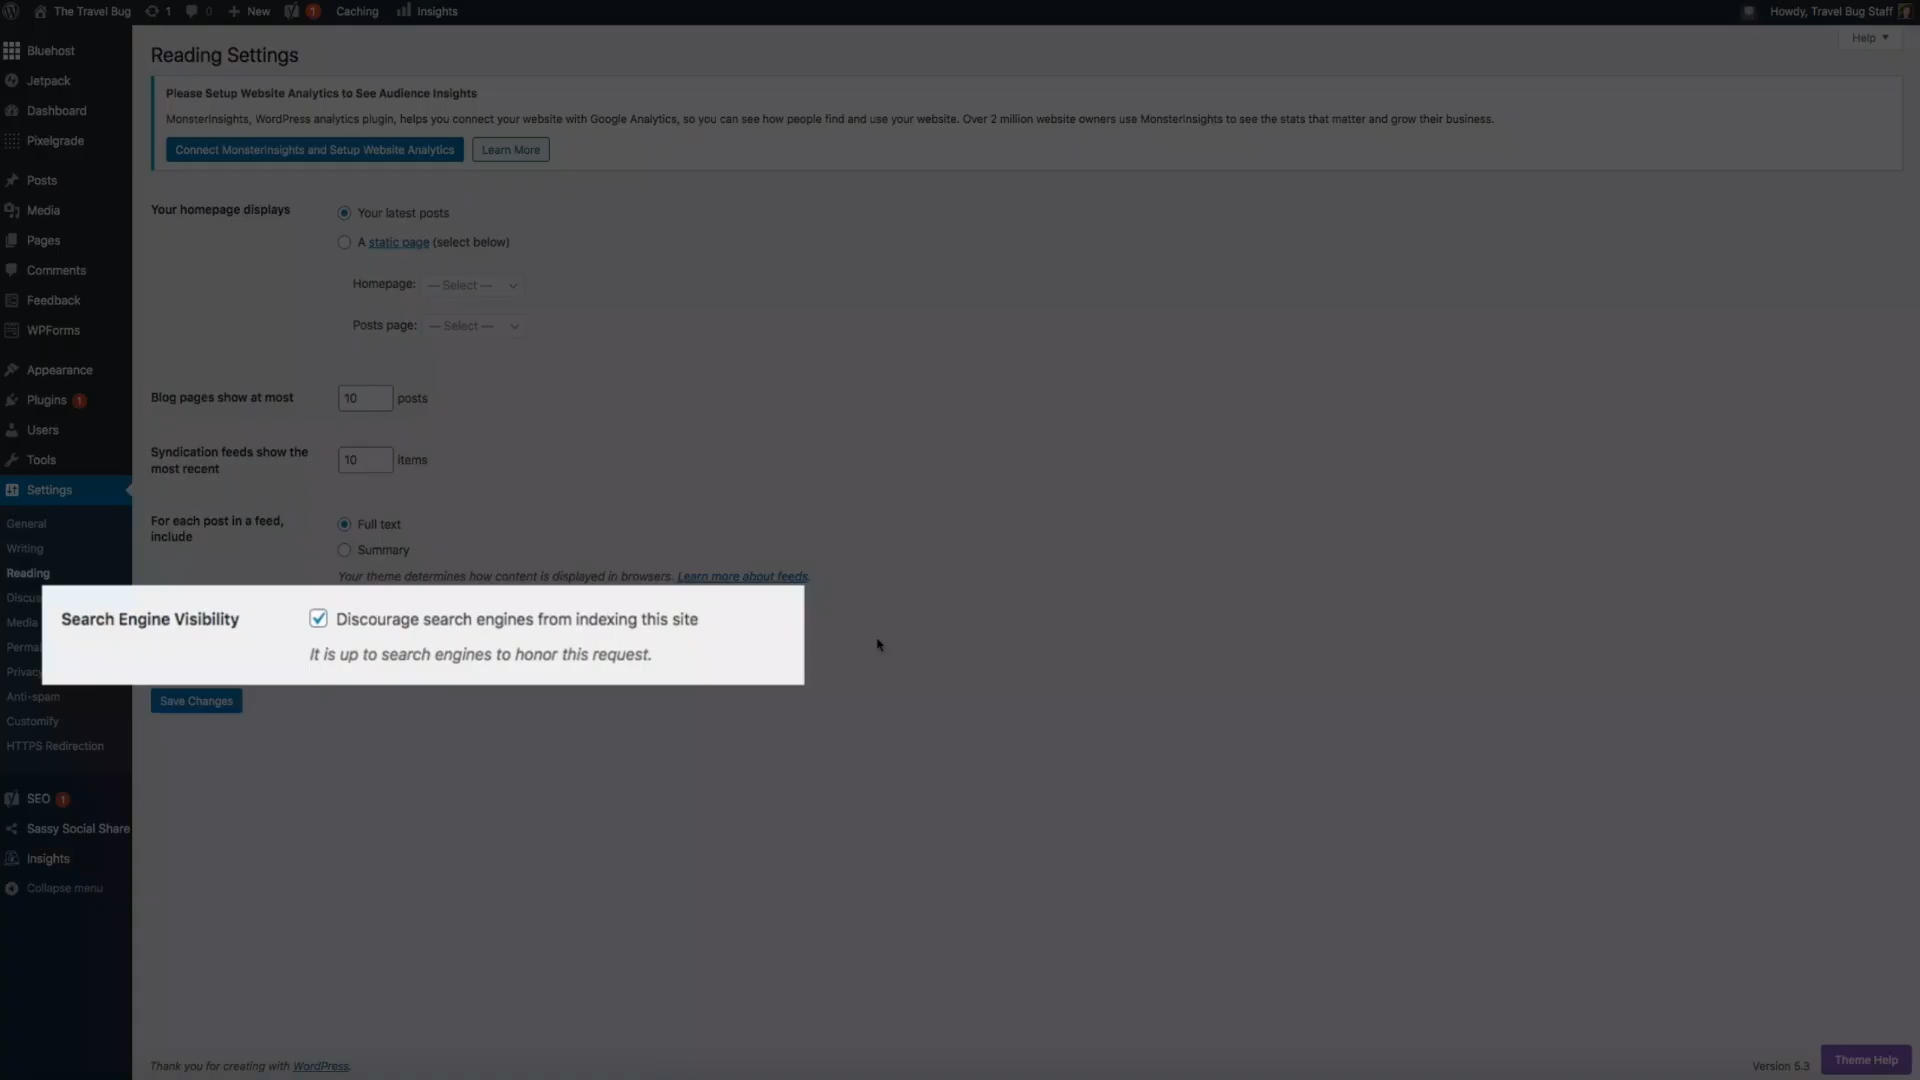 The Travel Bug 1 0 New 1 Caching Insights Howdy, Travel Bug Staff
Help
Bluehost
Jetpack
Dashboard
Pixelgrade
Posts
Media
Pages
Comments
Feedback
WPForms
Appearance
Plugins 1
Users
Tools
Settings
General
Writing
Reading
Discus
Media
Permal
Privacy
Anti-spam
Customify
HTTPS Redirection
SEO 1
Sassy Social Share
Insights
Collapse menu
Reading Settings
Please Setup Website Analytics to See Audience Insights
MonsterInsights, WordPress analytics plugin, helps you connect your website with Google Analytics, so you can see how people find and use your website. Over 2 million website owners use MonsterInsights to see the stats that matter and grow their business.
Connect MonsterInsights and Setup Website Analytics Learn More
Your homepage displays
Your latest posts
A static page (select below)
Homepage: — Select —
Posts page: — Select —
Blog pages show at most 10 posts
Syndication feeds show the
most recent
10 items
For each post in a feed,
include
Full text
Summary
Your theme determines how content is displayed in browsers. Learn more about feeds.
Search Engine Visibility Discourage search engines from indexing this site
It is up to search engines to honor this request.
Save Changes
Thank you for creating with WordPress.
Version 5.3
Theme Help